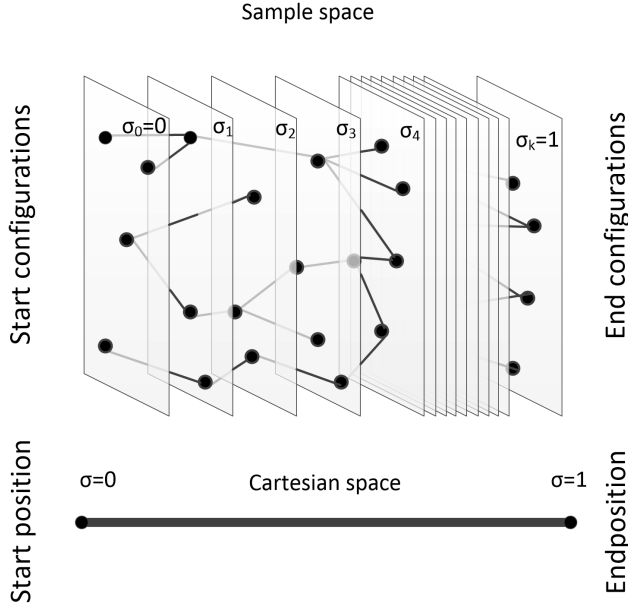 Sample space
Start configurations
σ₀=0
σ₁
σ₂
σ₃
σ₄
σₖ=1
End configurations
Start position
σ=0
Cartesian space
σ=1
Endposition